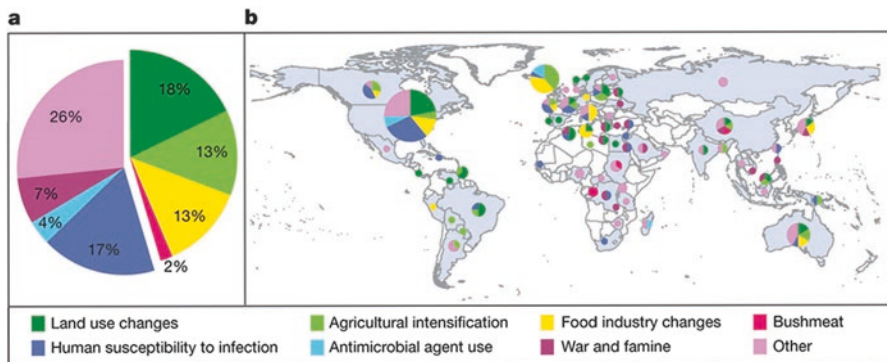 a
b
18%
13%
13%
2%
17%
4%
7%
26%
Land use changes
Agricultural intensification
Food industry changes
Bushmeat
Human susceptibility to infection
Antimicrobial agent use
War and famine
Other